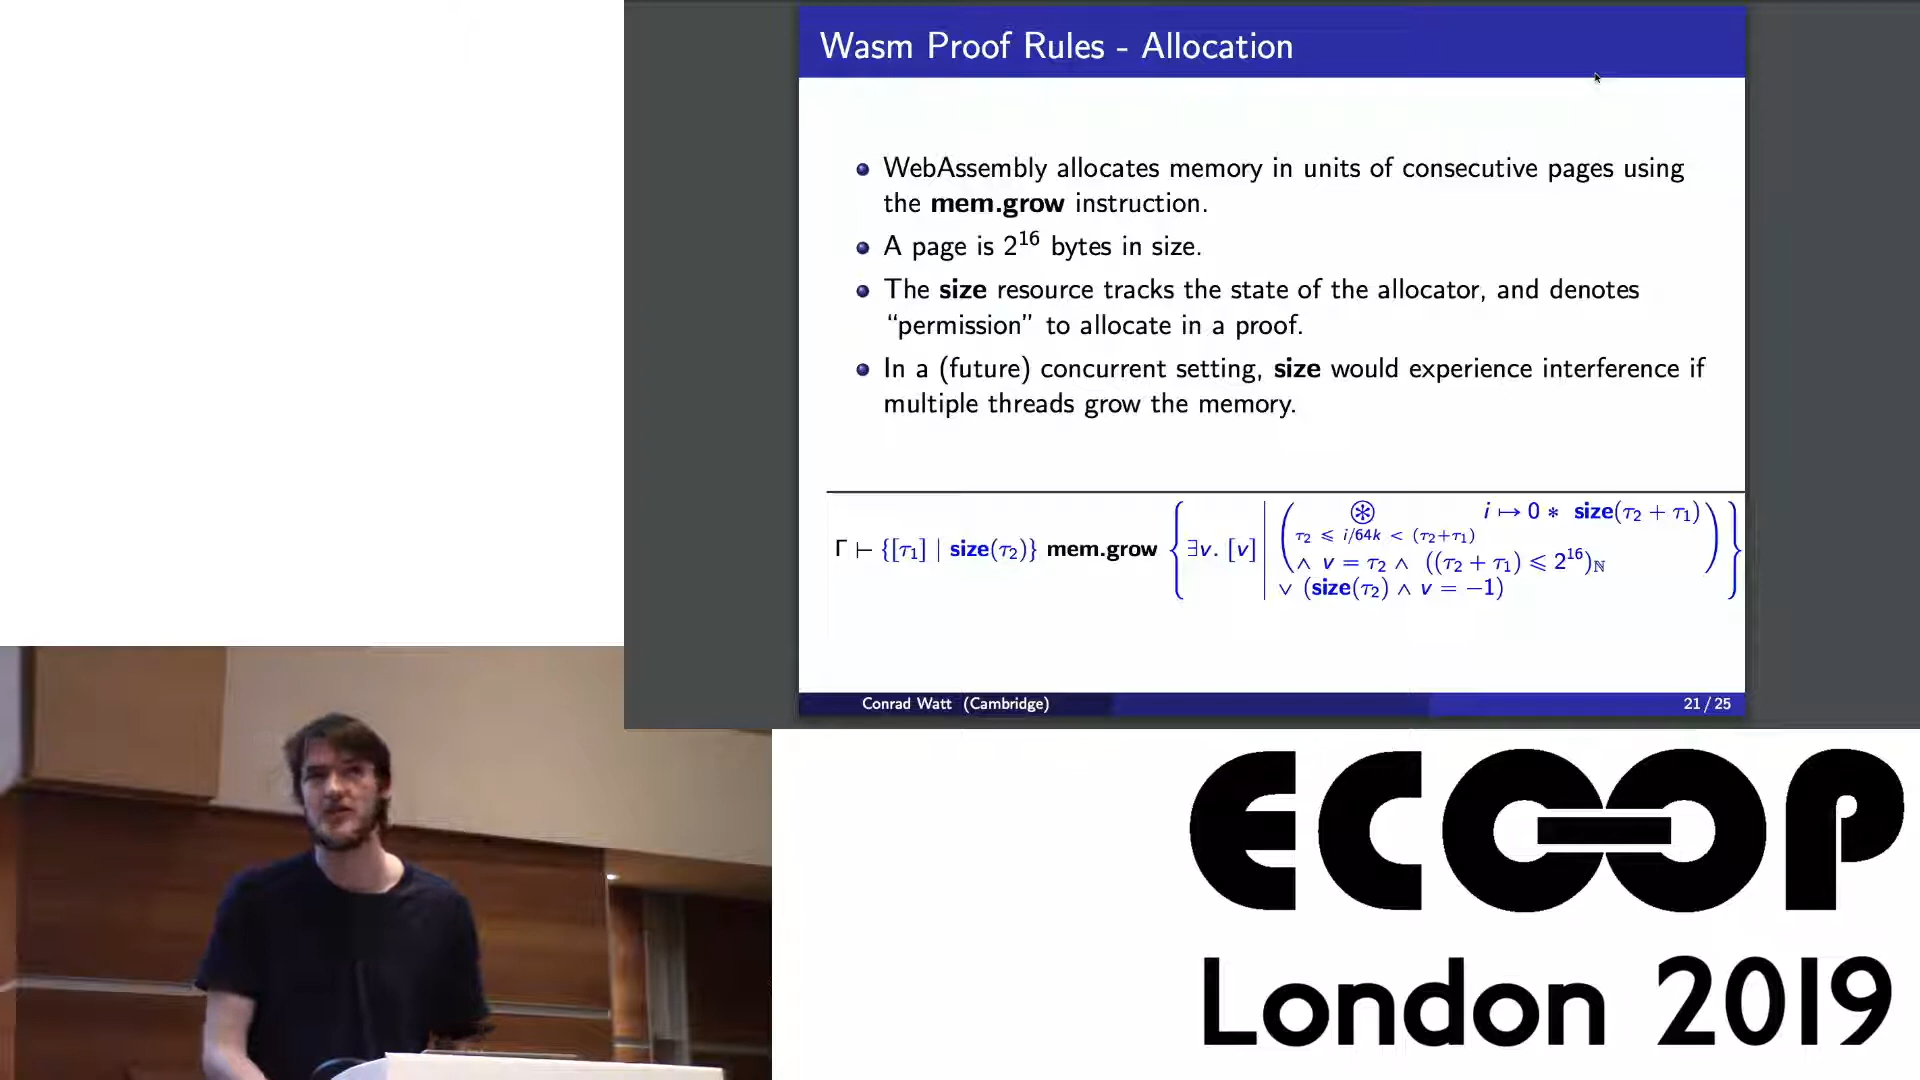 Wasm Proof Rules - Allocation
WebAssembly allocates memory in units of consecutive pages using
the mem.grow instruction.
A page is 2¹⁶ bytes in size.
The size resource tracks the state of the allocator, and denotes
“permission” to allocate in a proof.
In a (future) concurrent setting, size would experience interference if
multiple threads grow the memory.
⊛ i ↦ 0 ∗ size(τ₂ + τ₁)
τ₂ ⩽ i/64k < (τ₂+τ₁)
Γ ⊢ {[τ₁] | size(τ₂)} mem.grow { ∃v. [v] |
∧ v = τ₂ ∧ ((τ₂ + τ₁) ⩽ 2¹⁶)ℕ
∨ (size(τ₂) ∧ v = −1) }
Conrad Watt (Cambridge) 21 / 25
ECOOP
London 2019